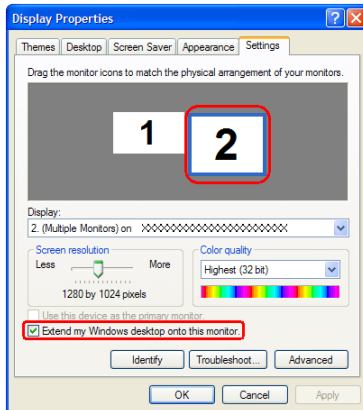 Display Properties
Themes Desktop Screen Saver Appearance Settings
Drag the monitor icons to match the physical arrangement of your monitors.
1 2
Display:
2. (Multiple Monitors) on XXXXXXXXXXXXXXXXXXXXXXX
Screen resolution Color quality
Less More Highest (32 bit)
1280 by 1024 pixels
Use this device as the primary monitor.
Extend my Windows desktop onto this monitor.
Identify Troubleshoot... Advanced
OK Cancel Apply